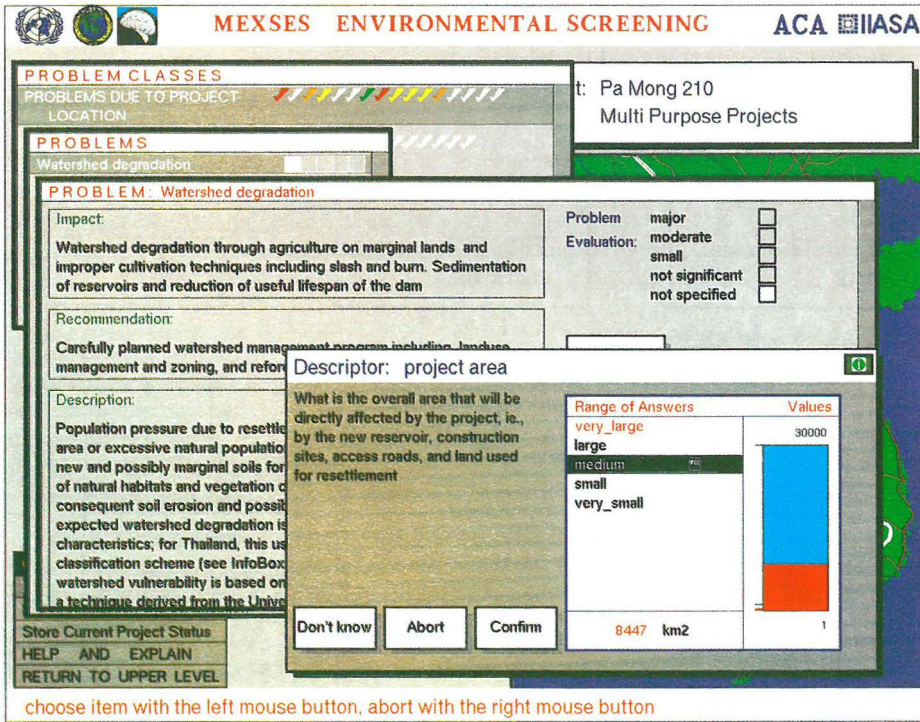 MEXSES ENVIRONMENTAL SCREENING
ACA IIASA
PROBLEM CLASSES
PROBLEMS DUE TO PROJECT
LOCATION
t: Pa Mong 210
Multi Purpose Projects
PROBLEMS
Watershed degradation
PROBLEM: Watershed degradation
Impact:
Watershed degradation through agriculture on marginal lands and
improper cultivation techniques including slash and burn. Sedimentation
of reservoirs and reduction of useful lifespan of the dam
Problem
Evaluation:
major
moderate
small
not significant
not specified
Recommendation:
Carefully planned watershed management program including landuse
management and zoning, and refore
Description:
Population pressure due to resettle
area or excessive natural populatio
new and possibly marginal soils for
of natural habitats and vegetation c
consequent soil erosion and possib
expected watershed degradation is
characteristics; for Thailand, this us
classification scheme (see InfoBox
watershed vulnerability is based on
a technique derived from the Unive
Descriptor: project area
What is the overall area that will be
directly affected by the project, ie.,
by the new reservoir, construction
sites, access roads, and land used
for resettlement
Range of Answers
Values
very_large
large
medium
small
very_small
30000
1
8447 km2
Don't know
Abort
Confirm
Store Current Project Status
HELP AND EXPLAIN
RETURN TO UPPER LEVEL
choose item with the left mouse button, abort with the right mouse button